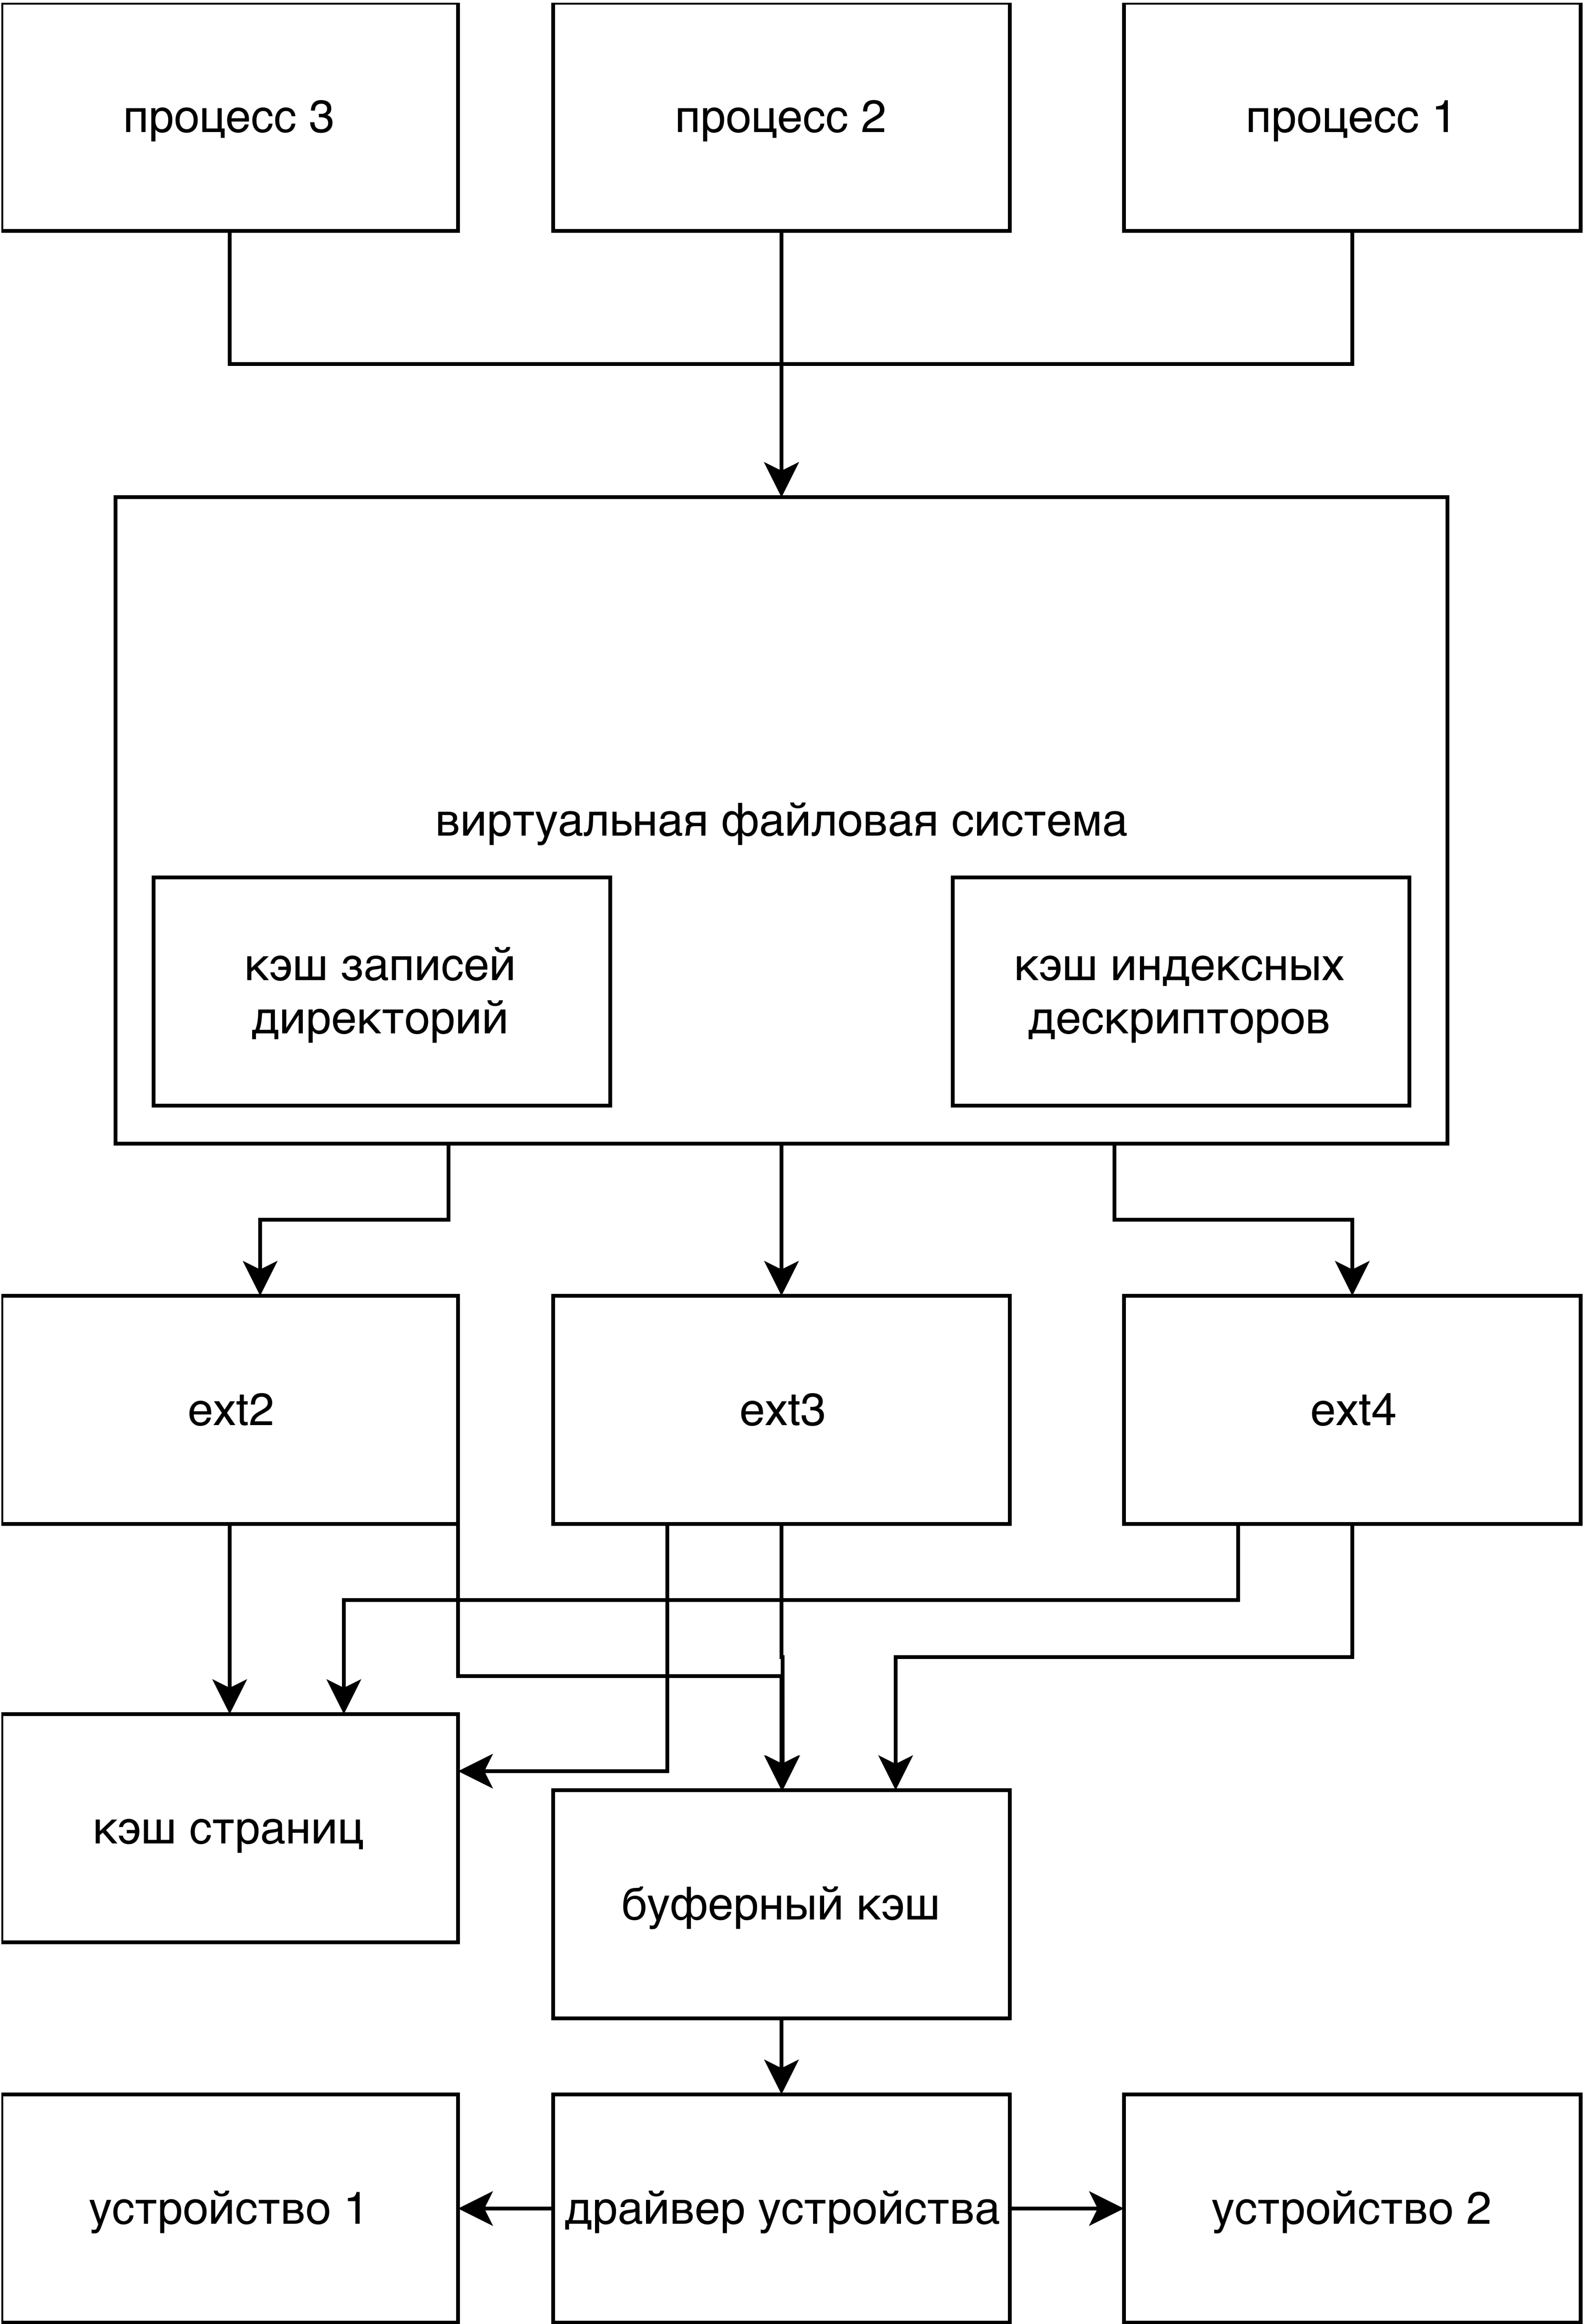 процесс 3
процесс 2
процесс 1
виртуальная файловая система
кэш записей
директорий
кэш индексных
дескрипторов
ext2
ext3
ext4
кэш страниц
буферный кэш
устройство 1
драйвер устройства
устройство 2